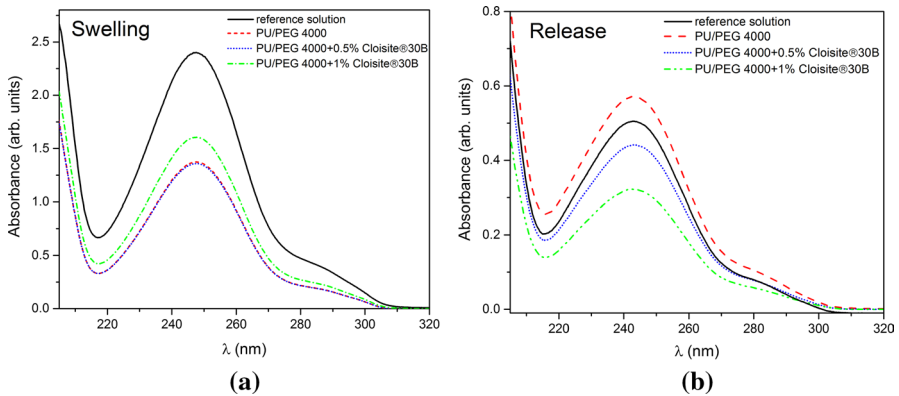 Swelling
reference solution
PU/PEG 4000
PU/PEG 4000+0.5% Cloisite®30B
PU/PEG 4000+1% Cloisite®30B
Absorbance (arb. units)
2.5
2.0
1.5
1.0
0.5
0.0
220 240 260 280 300 320
λ (nm)
(a)
Release
reference solution
PU/PEG 4000
PU/PEG 4000+0.5% Cloisite®30B
PU/PEG 4000+1% Cloisite®30B
Absorbance (arb. units)
0.8
0.6
0.4
0.2
0.0
220 240 260 280 300 320
λ (nm)
(b)